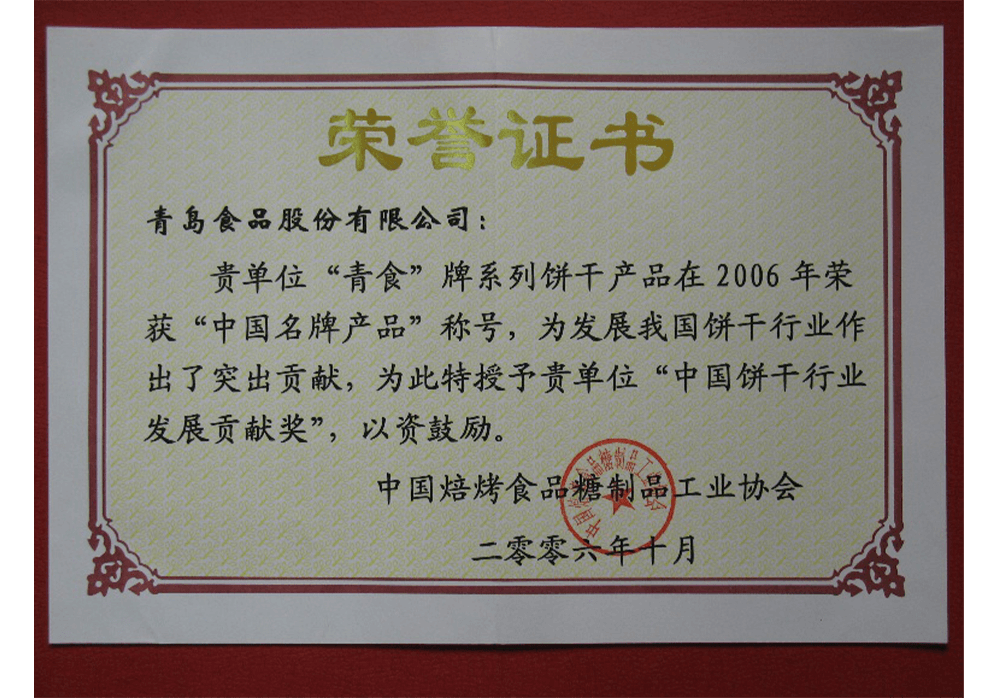 荣誉证书
青岛食品股份有限公司：
贵单位“青食”牌系列饼干产品在2006年荣
获“中国名牌产品”称号，为发展我国饼干行业作
出了突出贡献，为此特授予贵单位“中国饼干行业
发展贡献奖”，以资鼓励。
中国焙烤食品糖制品工业协会
二零零六年十月